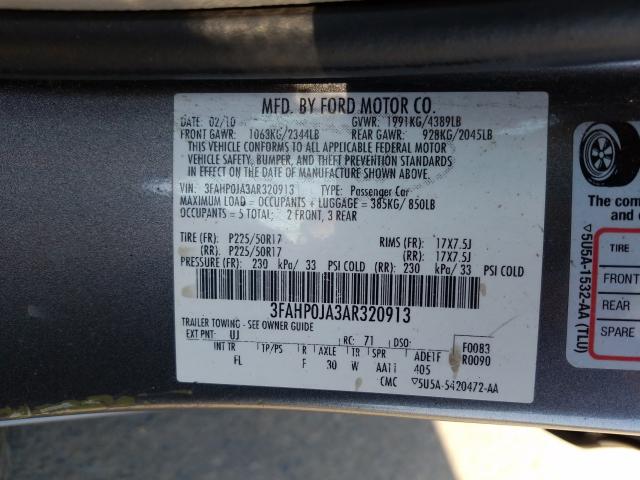 MFD. BY FORD MOTOR CO.
DATE: 02/10 GVWR: 1991KG/4389LB
FRONT GAWR: 1063KG/2344LB REAR GAWR: 928KG/2045LB
THIS VEHICLE CONFORMS TO ALL APPLICABLE FEDERAL MOTOR
VEHICLE SAFETY, BUMPER, AND THEFT PREVENTION STANDARDS
IN EFFECT ON THE DATE OF MANUFACTURE SHOWN ABOVE.
VIN: 3FAHP0JA3AR320913 TYPE: Passenger Car
MAXIMUM LOAD = OCCUPANTS + LUGGAGE = 385KG/ 850LB
OCCUPANTS = 5 TOTAL; 2 FRONT, 3 REAR
TIRE (FR): P225/50R17 RIMS (FR): 17X7.5J
(RR): P225/50R17 (RR): 17X7.5J
PRESSURE (FR): 230 kPa/ 33 PSI COLD (RR): 230 kPa/ 33 PSI COLD
3FAHP0JA3AR320913
TRAILER TOWING - SEE OWNER GUIDE
EXT PNT: UJ RC: 71 DSO: F0083
INT TR TP/PS R AXLE TR SPR ADE1F R0090
FL F 30 W AA11 405
CMC ▽5U5A-5420472-AA
The com
and c
TIRE
FRONT
REAR
SPARE
▽5U5A-1532-AA (TLU)